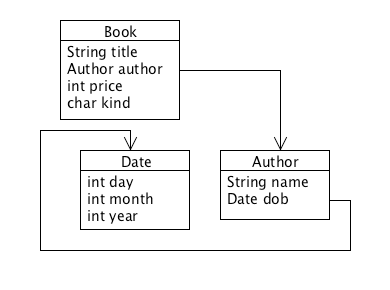 Book
String title
Author author
int price
char kind
Date
int day
int month
int year
Author
String name
Date dob